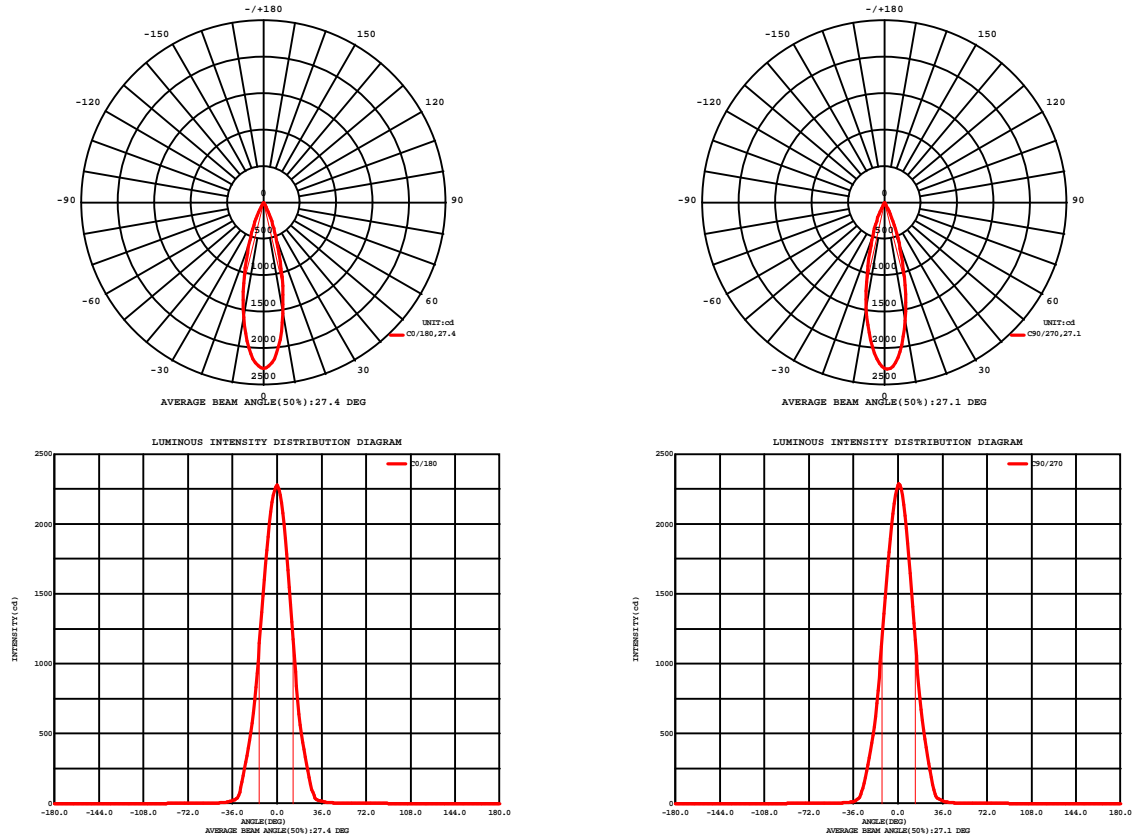 -/+180
-150 150
-120 120
-90 90
-60 60
-30 30
0
0
500
1000
1500
2000
2500
UNIT:cd
C0/180,27.4
AVERAGE BEAM ANGLE(50%):27.4 DEG
-/+180
-150 150
-120 120
-90 90
-60 60
-30 30
0
0
500
1000
1500
2000
2500
UNIT:cd
C90/270,27.1
AVERAGE BEAM ANGLE(50%):27.1 DEG
LUMINOUS INTENSITY DISTRIBUTION DIAGRAM
C0/180
INTENSITY(cd)
2500
2000
1500
1000
500
0
-180.0 -144.0 -108.0 -72.0 -36.0 0.0 36.0 72.0 108.0 144.0 180.0
ANGLE(DEG)
AVERAGE BEAM ANGLE(50%):27.4 DEG
LUMINOUS INTENSITY DISTRIBUTION DIAGRAM
C90/270
INTENSITY(cd)
2500
2000
1500
1000
500
0
-180.0 -144.0 -108.0 -72.0 -36.0 0.0 36.0 72.0 108.0 144.0 180.0
ANGLE(DEG)
AVERAGE BEAM ANGLE(50%):27.1 DEG